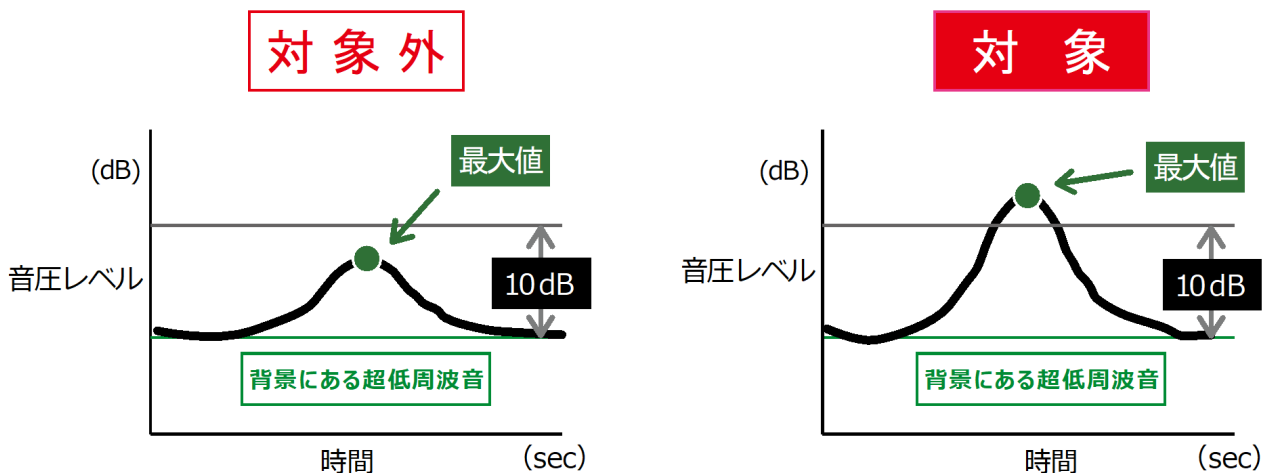 対象外
(dB)
最大値
音圧レベル
10dB
背景にある超低周波音
時間
(sec)
対象
(dB)
最大値
音圧レベル
10dB
背景にある超低周波音
時間
(sec)